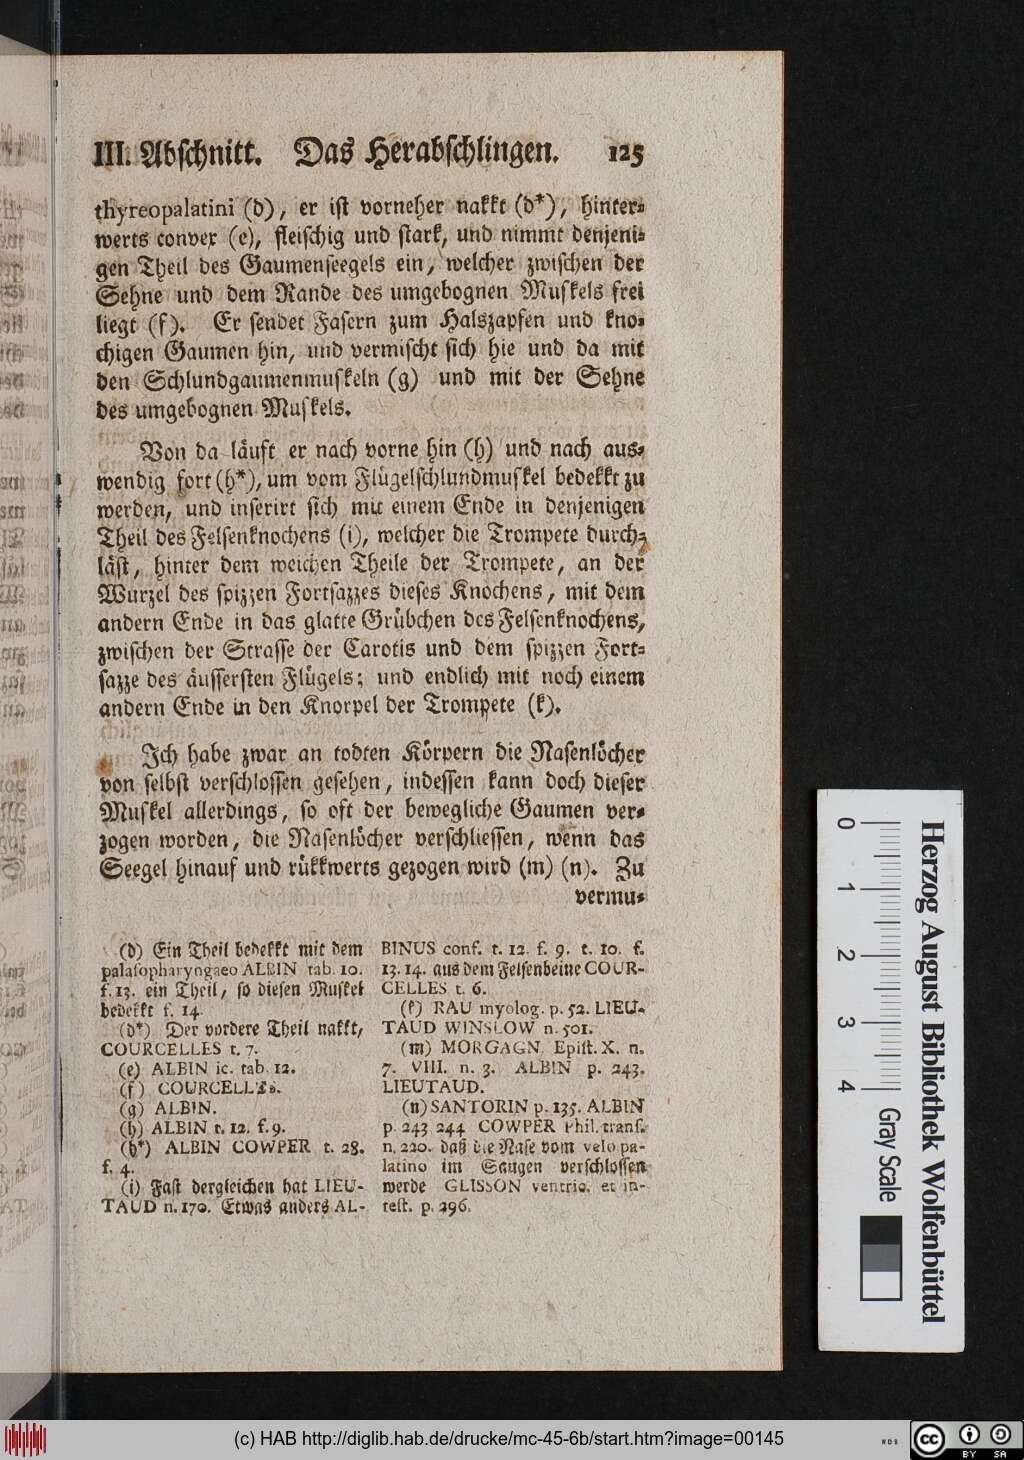 III. Abschnitt. Das Herabschlingen. 125
thyreopalatini (d), er ist vorneher nakkt (d*), hinter-
werts convex (e), fleischig und stark, und nimmt denjeni-
gen Theil des Gaumenseegels ein, welcher zwischen der
Sehne und dem Rande des umgebognen Muskels frei
liegt (f). Er sendet Fasern zum Halszapfen und kno-
chigen Gaumen hin, und vermischt sich hie und da mit
den Schlundgaumenmuskeln (g) und mit der Sehne
des umgebognen Muskels.
Von da läuft er nach vorne hin (h) und nach aus-
wendig fort (h*), um vom Flügelschlundmuskel bedekkt zu
werden, und inserirt sich mit einem Ende in denjenigen
Theil des Felsenknochens (i), welcher die Trompete durch-
läst, hinter dem weichen Theile der Trompete, an der
Wurzel des spizzen Fortsazzes dieses Knochens, mit dem
andern Ende in das glatte Grübchen des Felsenknochens,
zwischen der Strasse der Carotis und dem spizzen Fort-
sazze des äussersten Flügels; und endlich mit noch einem
andern Ende in den Knorpel der Trompete (k).
Ich habe zwar an todten Körpern die Nasenlöcher
von selbst verschlossen gesehen, indessen kann doch dieser
Muskel allerdings, so oft der bewegliche Gaumen ver-
zogen worden, die Nasenlöcher verschliessen, wenn das
Seegel hinauf und rükkwerts gezogen wird (m) (n). Zu
vermu-
(d) Ein Theil bedekkt mit dem
palatopharyngaeo ALBIN tab. 10.
f. 13. ein Theil, so diesen Muskel
bedekkt f. 14.
(d*) Der vordere Theil nakkt,
COURCELLES t. 7.
(e) ALBIN ic. tab. 12.
(f) COURCELLES.
(g) ALBIN.
(h) ALBIN t. 12. f. 9.
(h*) ALBIN COWPER t. 28.
f. 4.
(i) Fast dergleichen hat LIEU-
TAUD n. 170. Etwas anders AL-
BINUS conf. t. 12. f. 9. t. 10. f.
13. 14. aus dem Felsenbeine COUR-
CELLES t. 6.
(k) RAU myolog. p. 52. LIEU-
TAUD WINSLOW n. 501.
(m) MORGAGN. Epist. X. n.
7. VIII. n. 3. ALBIN p. 243.
LIEUTAUD.
(n) SANTORIN p. 135. ALBIN
p. 243 244 COWPER Phil. trans.
n. 220. daß die Nase vom velo pa-
latino im Saugen verschlossen
werde GLISSON ventric. et in-
test. p. 296.
0 1 2 3 4
Gray Scale
Herzog August Bibliothek Wolfenbüttel
(c) HAB http://diglib.hab.de/drucke/mc-45-6b/start.htm?image=00145
cc BY SA